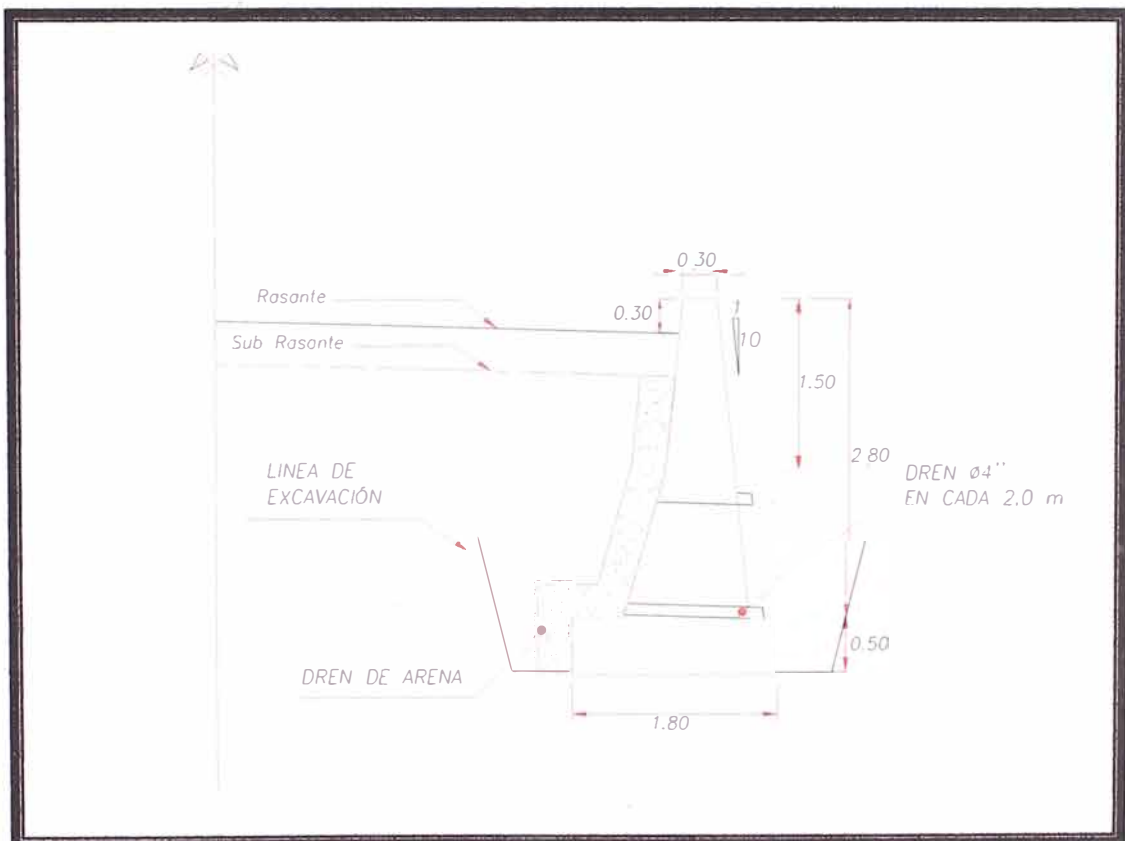 0.30
Rasante
0.30
1
10
Sub Rasante
1.50
2.80
LINEA DE
EXCAVACIÓN
DREN ø4''
EN CADA 2.0 m
0.50
DREN DE ARENA
1.80